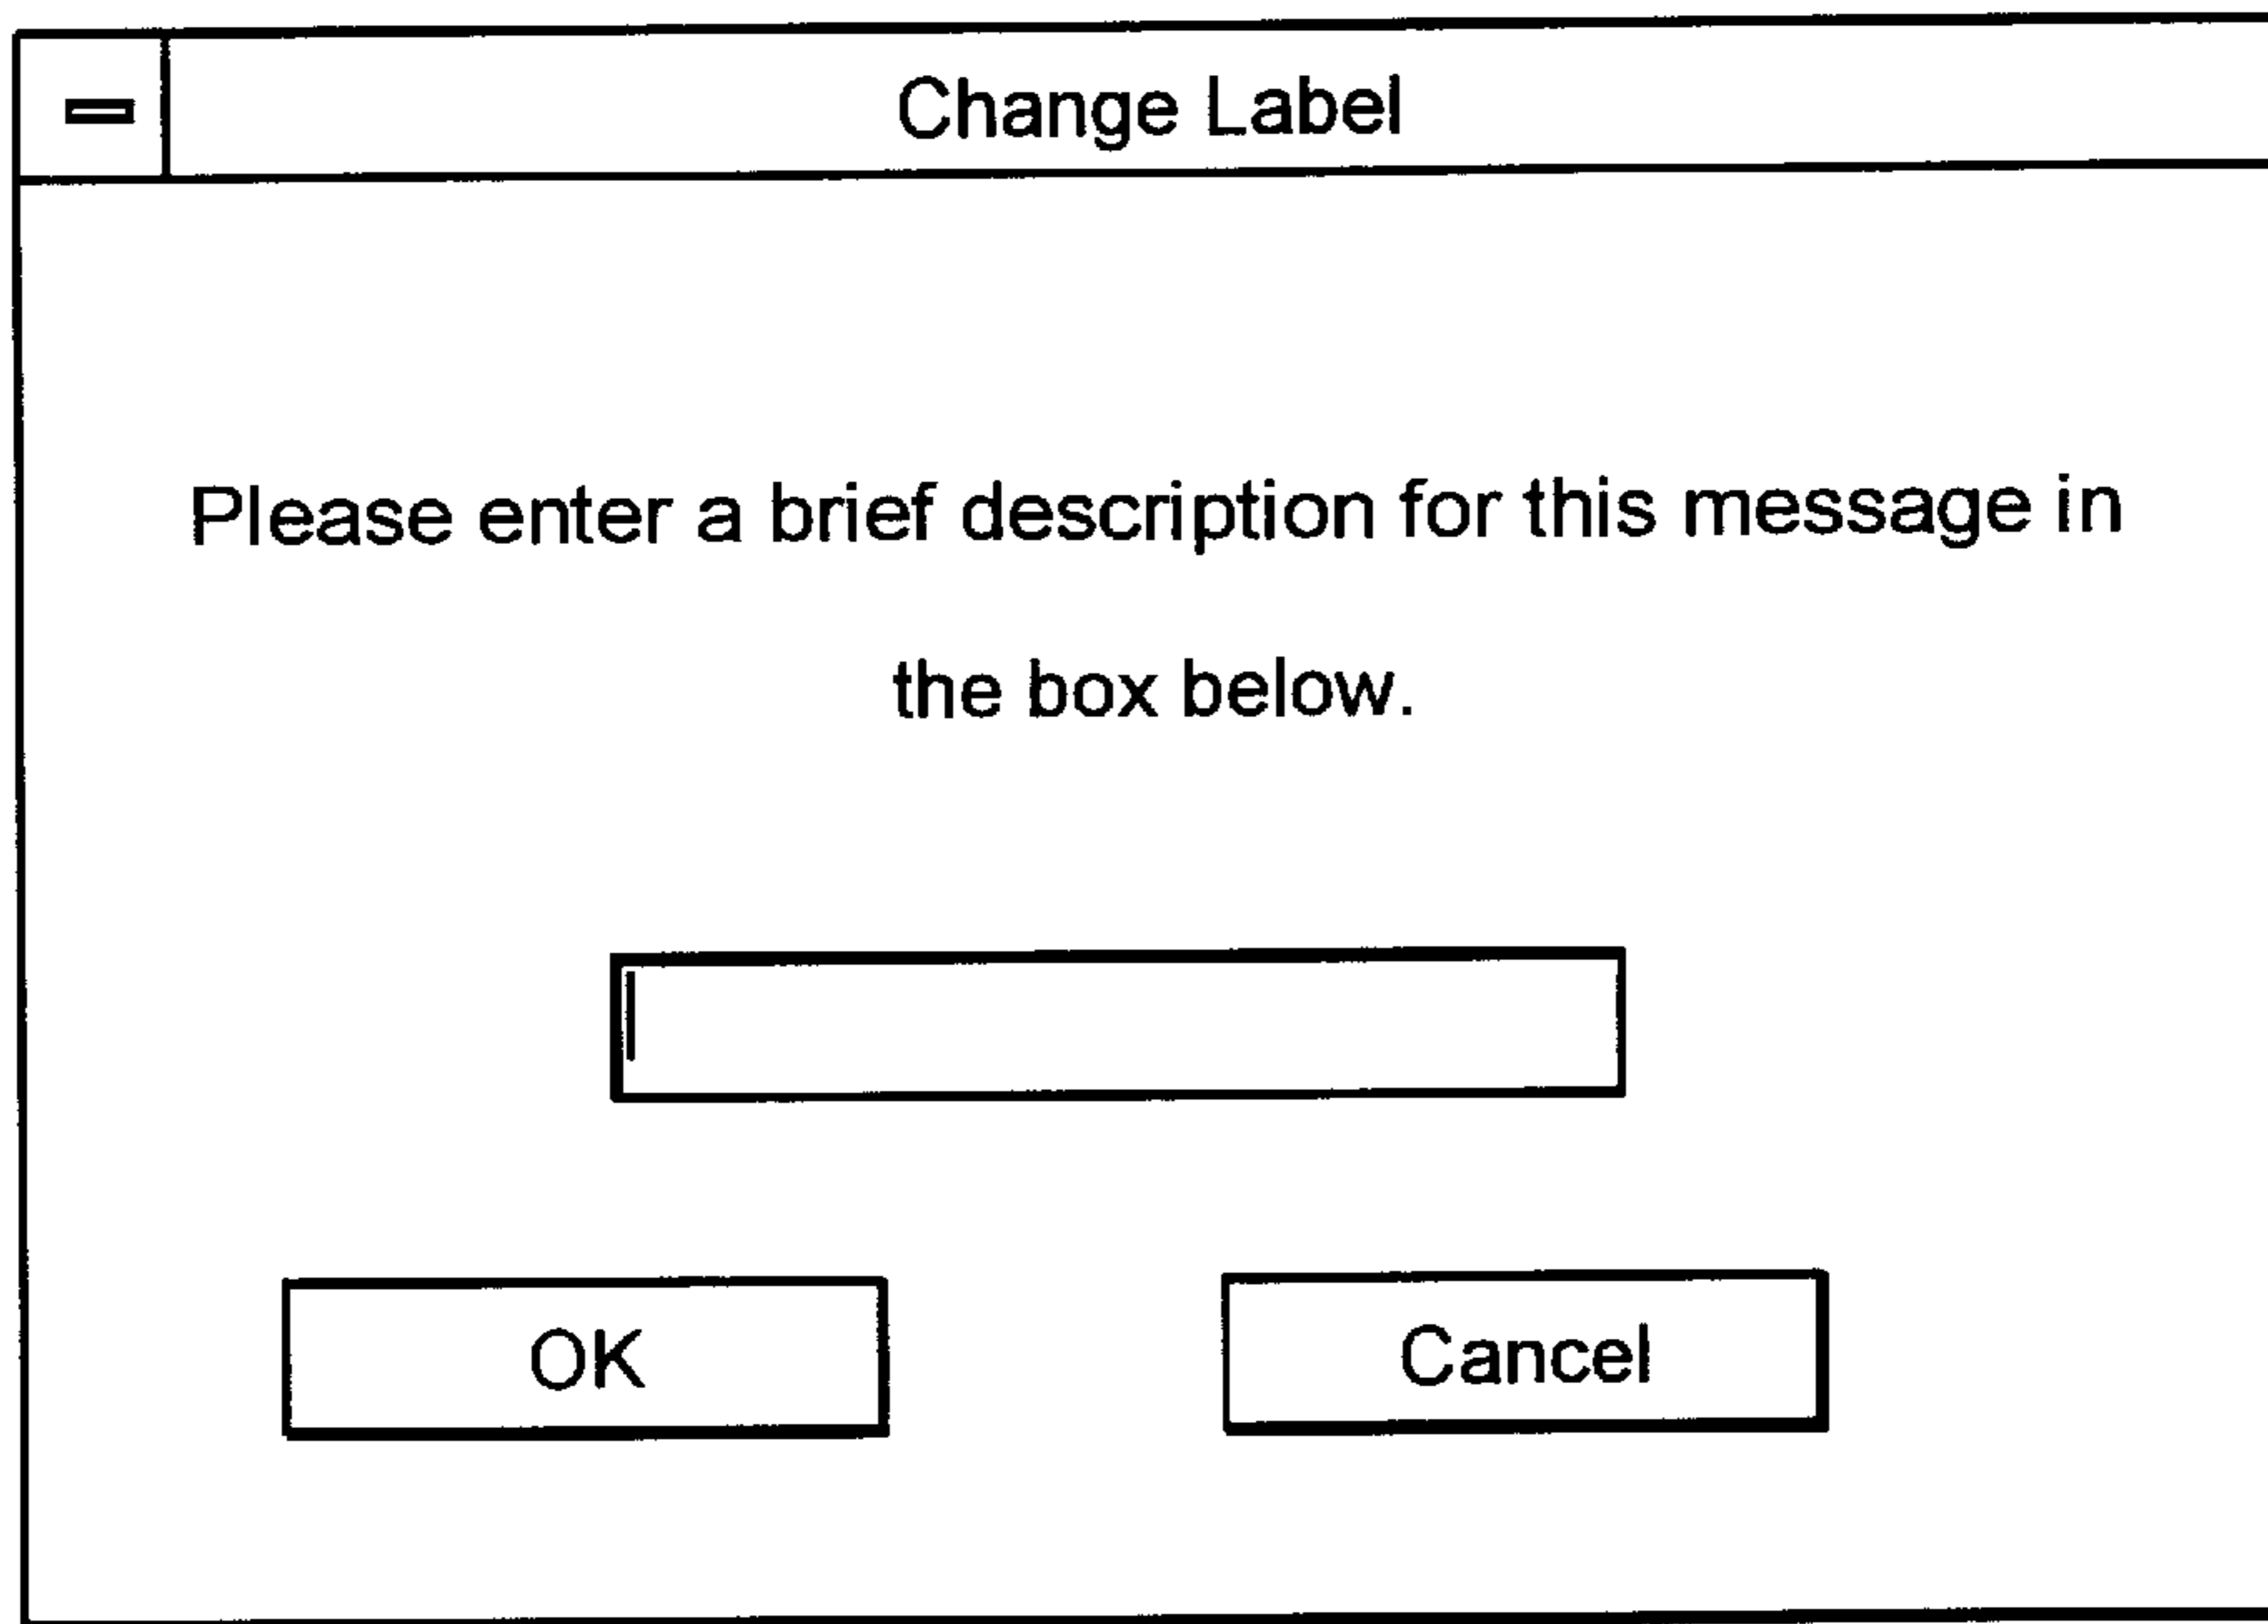 Change Label
Please enter a brief description for this message in
the box below.
OK
Cancel